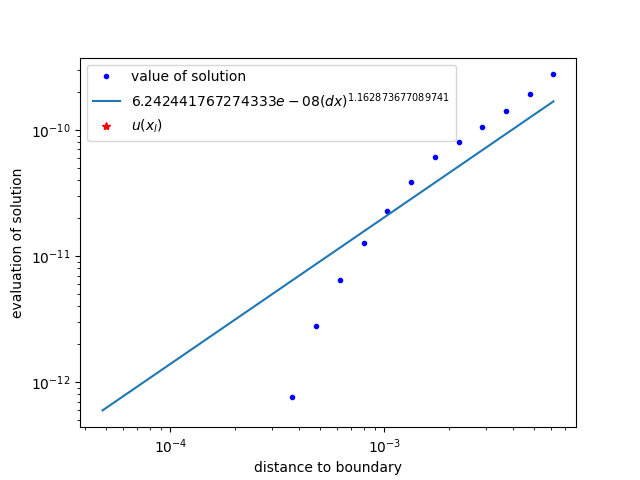 value of solution
6.242441767274333e − 08(dx)^1.162873677089741
u(x_l)
10^−10
10^−11
10^−12
evaluation of solution
10^−4
10^−3
distance to boundary